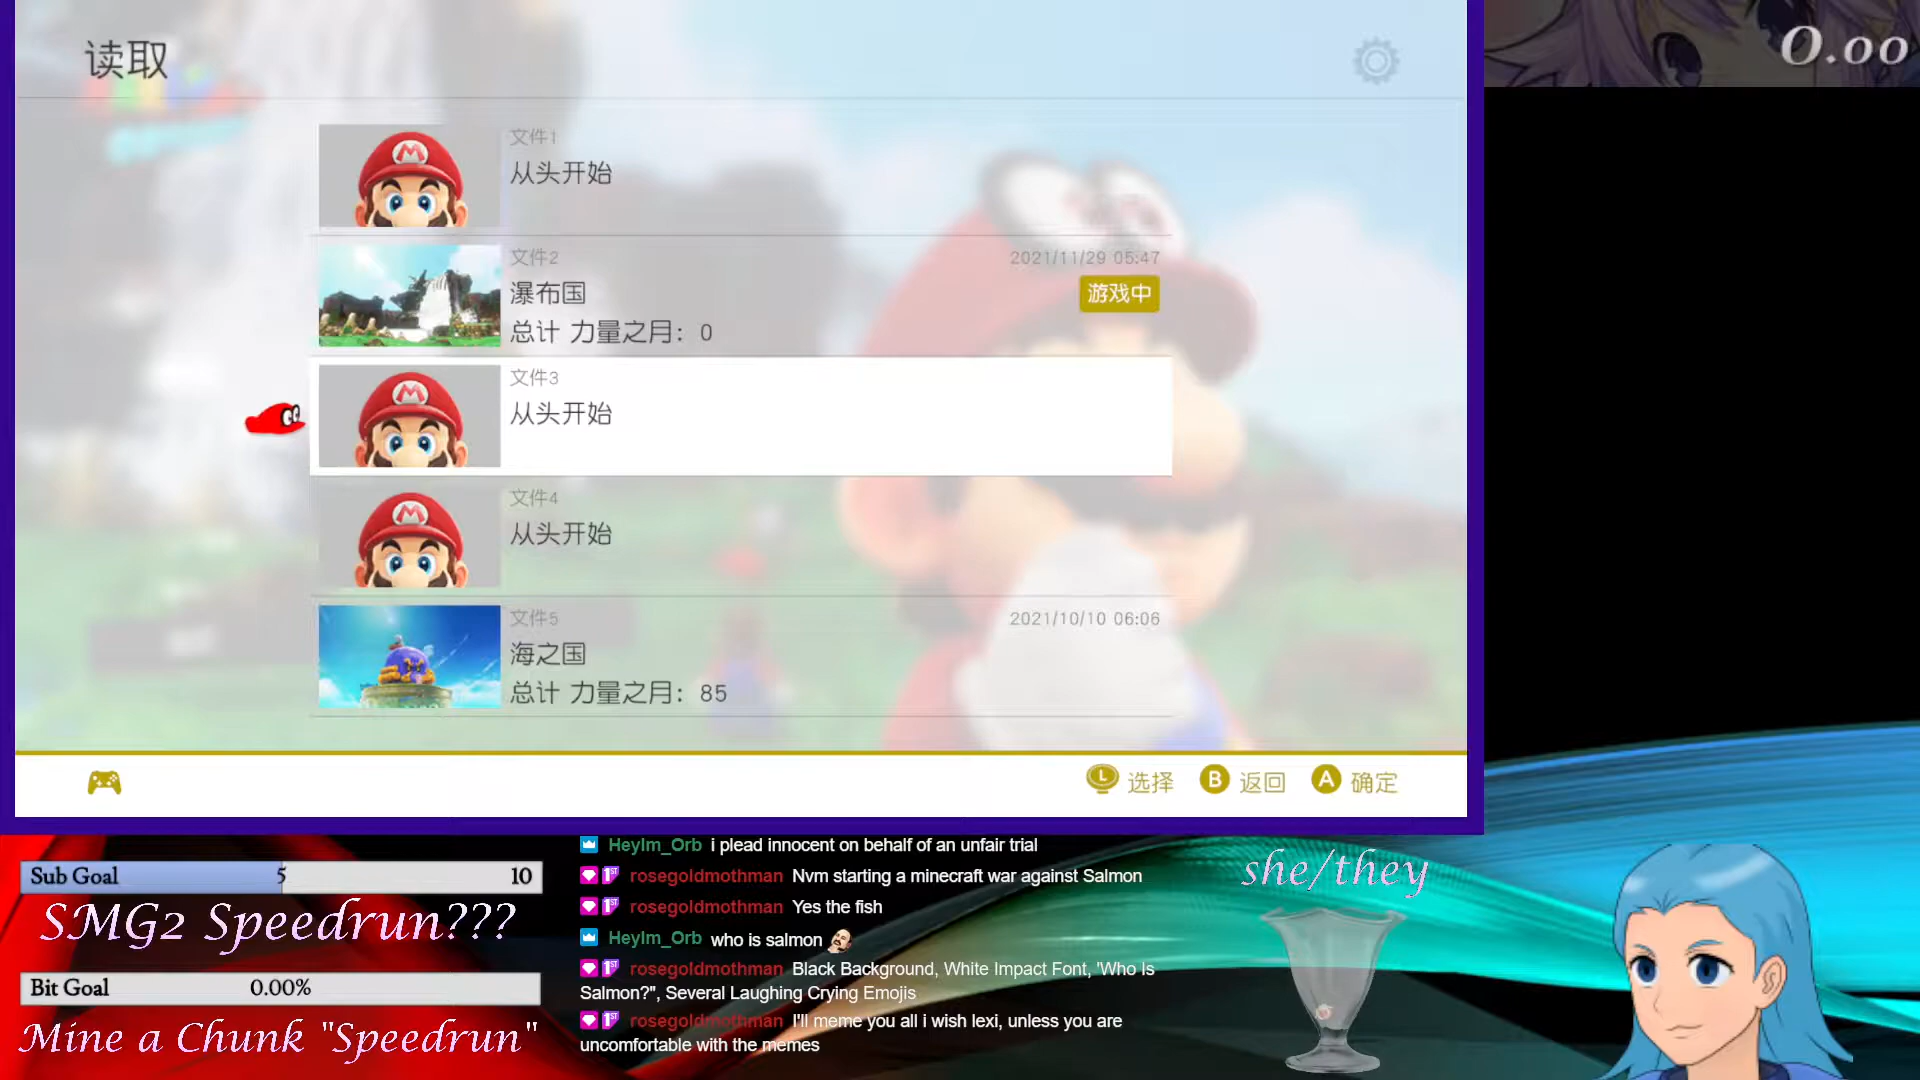 读取
0.00
文件1
从头开始
文件2
2021/11/29 05:47
瀑布国
游戏中
总计 力量之月： 0
文件3
从头开始
文件4
从头开始
文件5
2021/10/10 06:06
海之国
总计 力量之月： 85
L 选择 B 返回 A 确定
Sub Goal 5 10
SMG2 Speedrun???
Bit Goal 0.00%
Mine a Chunk "Speedrun"
HeyIm_Orb i plead innocent on behalf of an unfair trial
rosegoldmothman Nvm starting a minecraft war against Salmon
rosegoldmothman Yes the fish
HeyIm_Orb who is salmon
rosegoldmothman Black Background, White Impact Font, 'Who Is
Salmon?", Several Laughing Crying Emojis
rosegoldmothman I'll meme you all i wish lexi, unless you are
uncomfortable with the memes
she/they